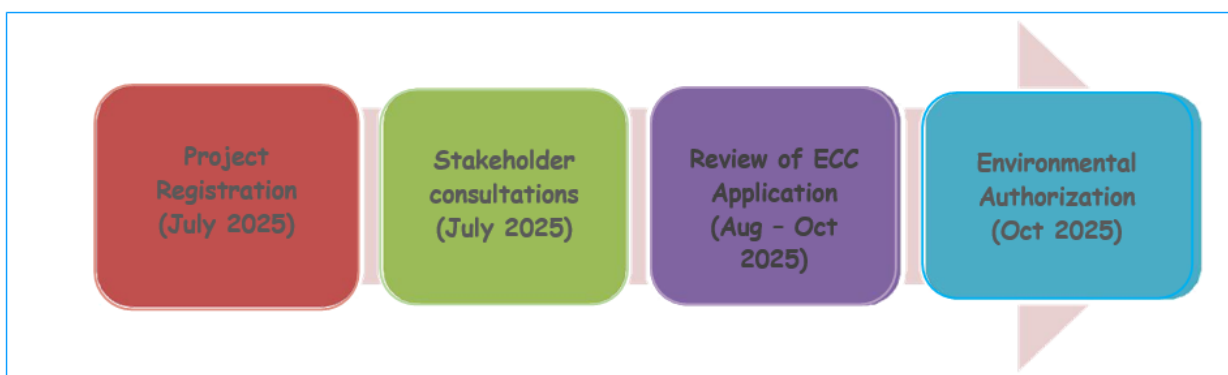 Project
Registration
(July 2025)
Stakeholder
consultations
(July 2025)
Review of ECC
Application
(Aug – Oct
2025)
Environmental
Authorization
(Oct 2025)